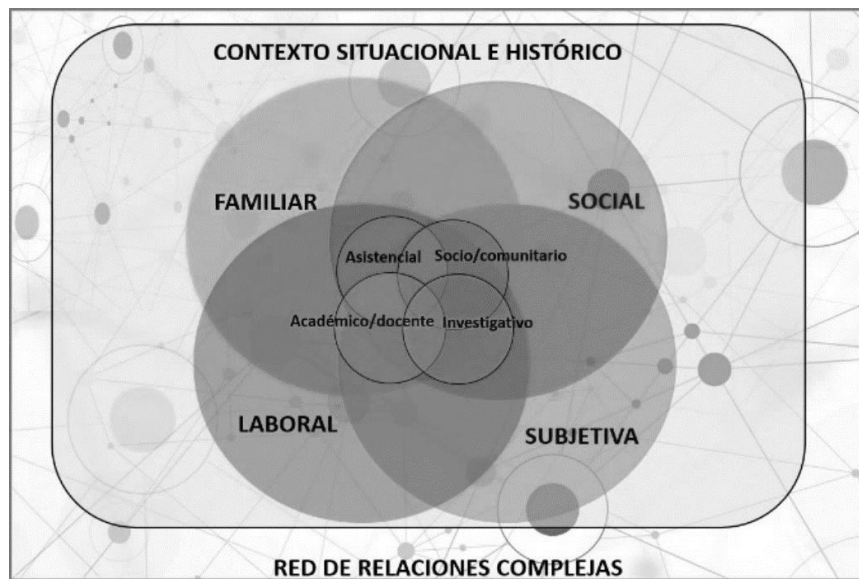 CONTEXTO SITUACIONAL E HISTÓRICO
FAMILIAR
SOCIAL
Asistencial
Socio/comunitario
Académico/docente
Investigativo
LABORAL
SUBJETIVA
RED DE RELACIONES COMPLEJAS